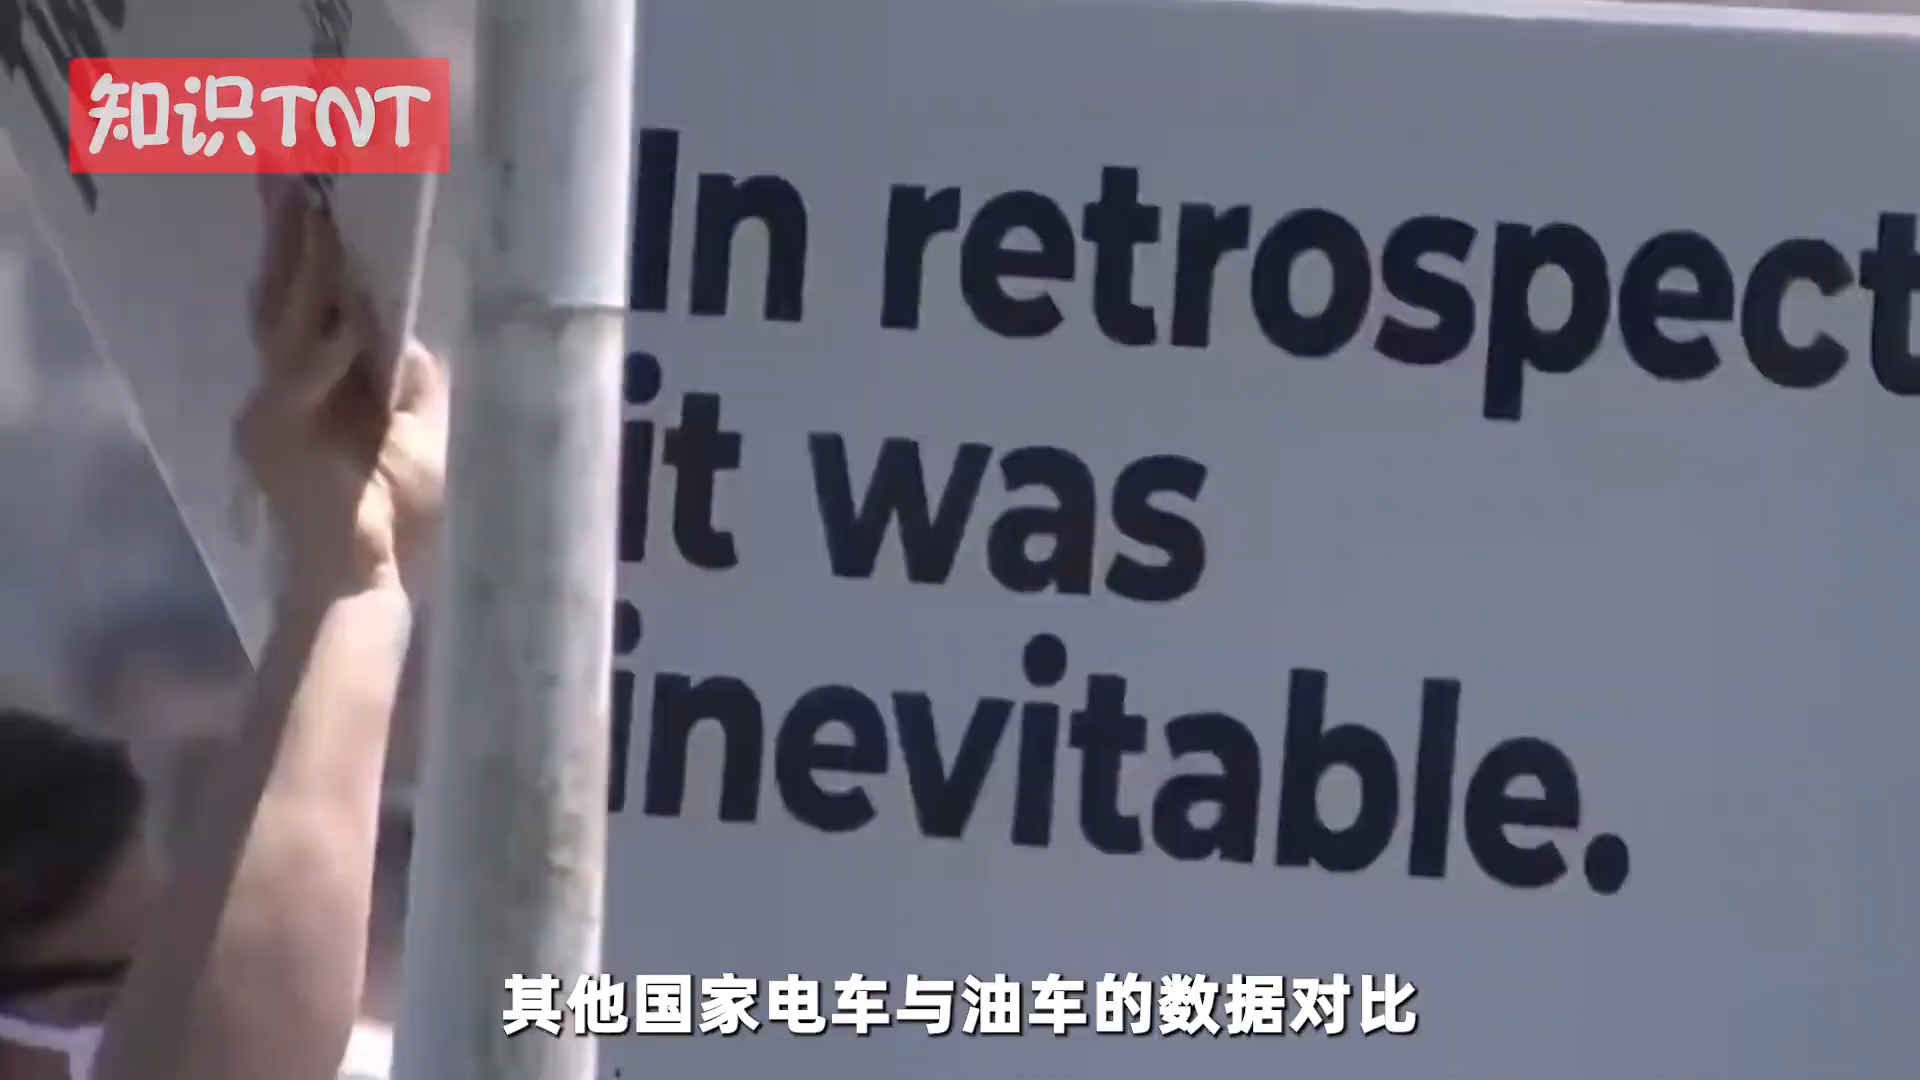 知识TNT
In retrospect
it was
inevitable.
其他国家电车与油车的数据对比